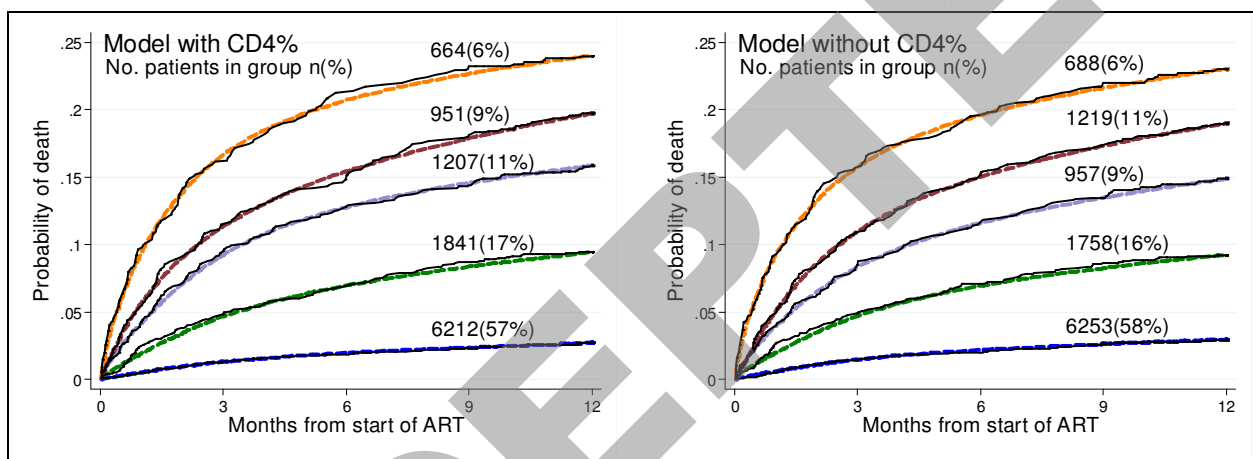 Model with CD4%
No. patients in group n(%)
Probability of death
.25
.2
.15
.1
.05
0
664(6%)
951(9%)
1207(11%)
1841(17%)
6212(57%)
0 3 6 9 12
Months from start of ART
Model without CD4%
No. patients in group n(%)
Probability of death
.25
.2
.15
.1
.05
0
688(6%)
1219(11%)
957(9%)
1758(16%)
6253(58%)
0 3 6 9 12
Months from start of ART